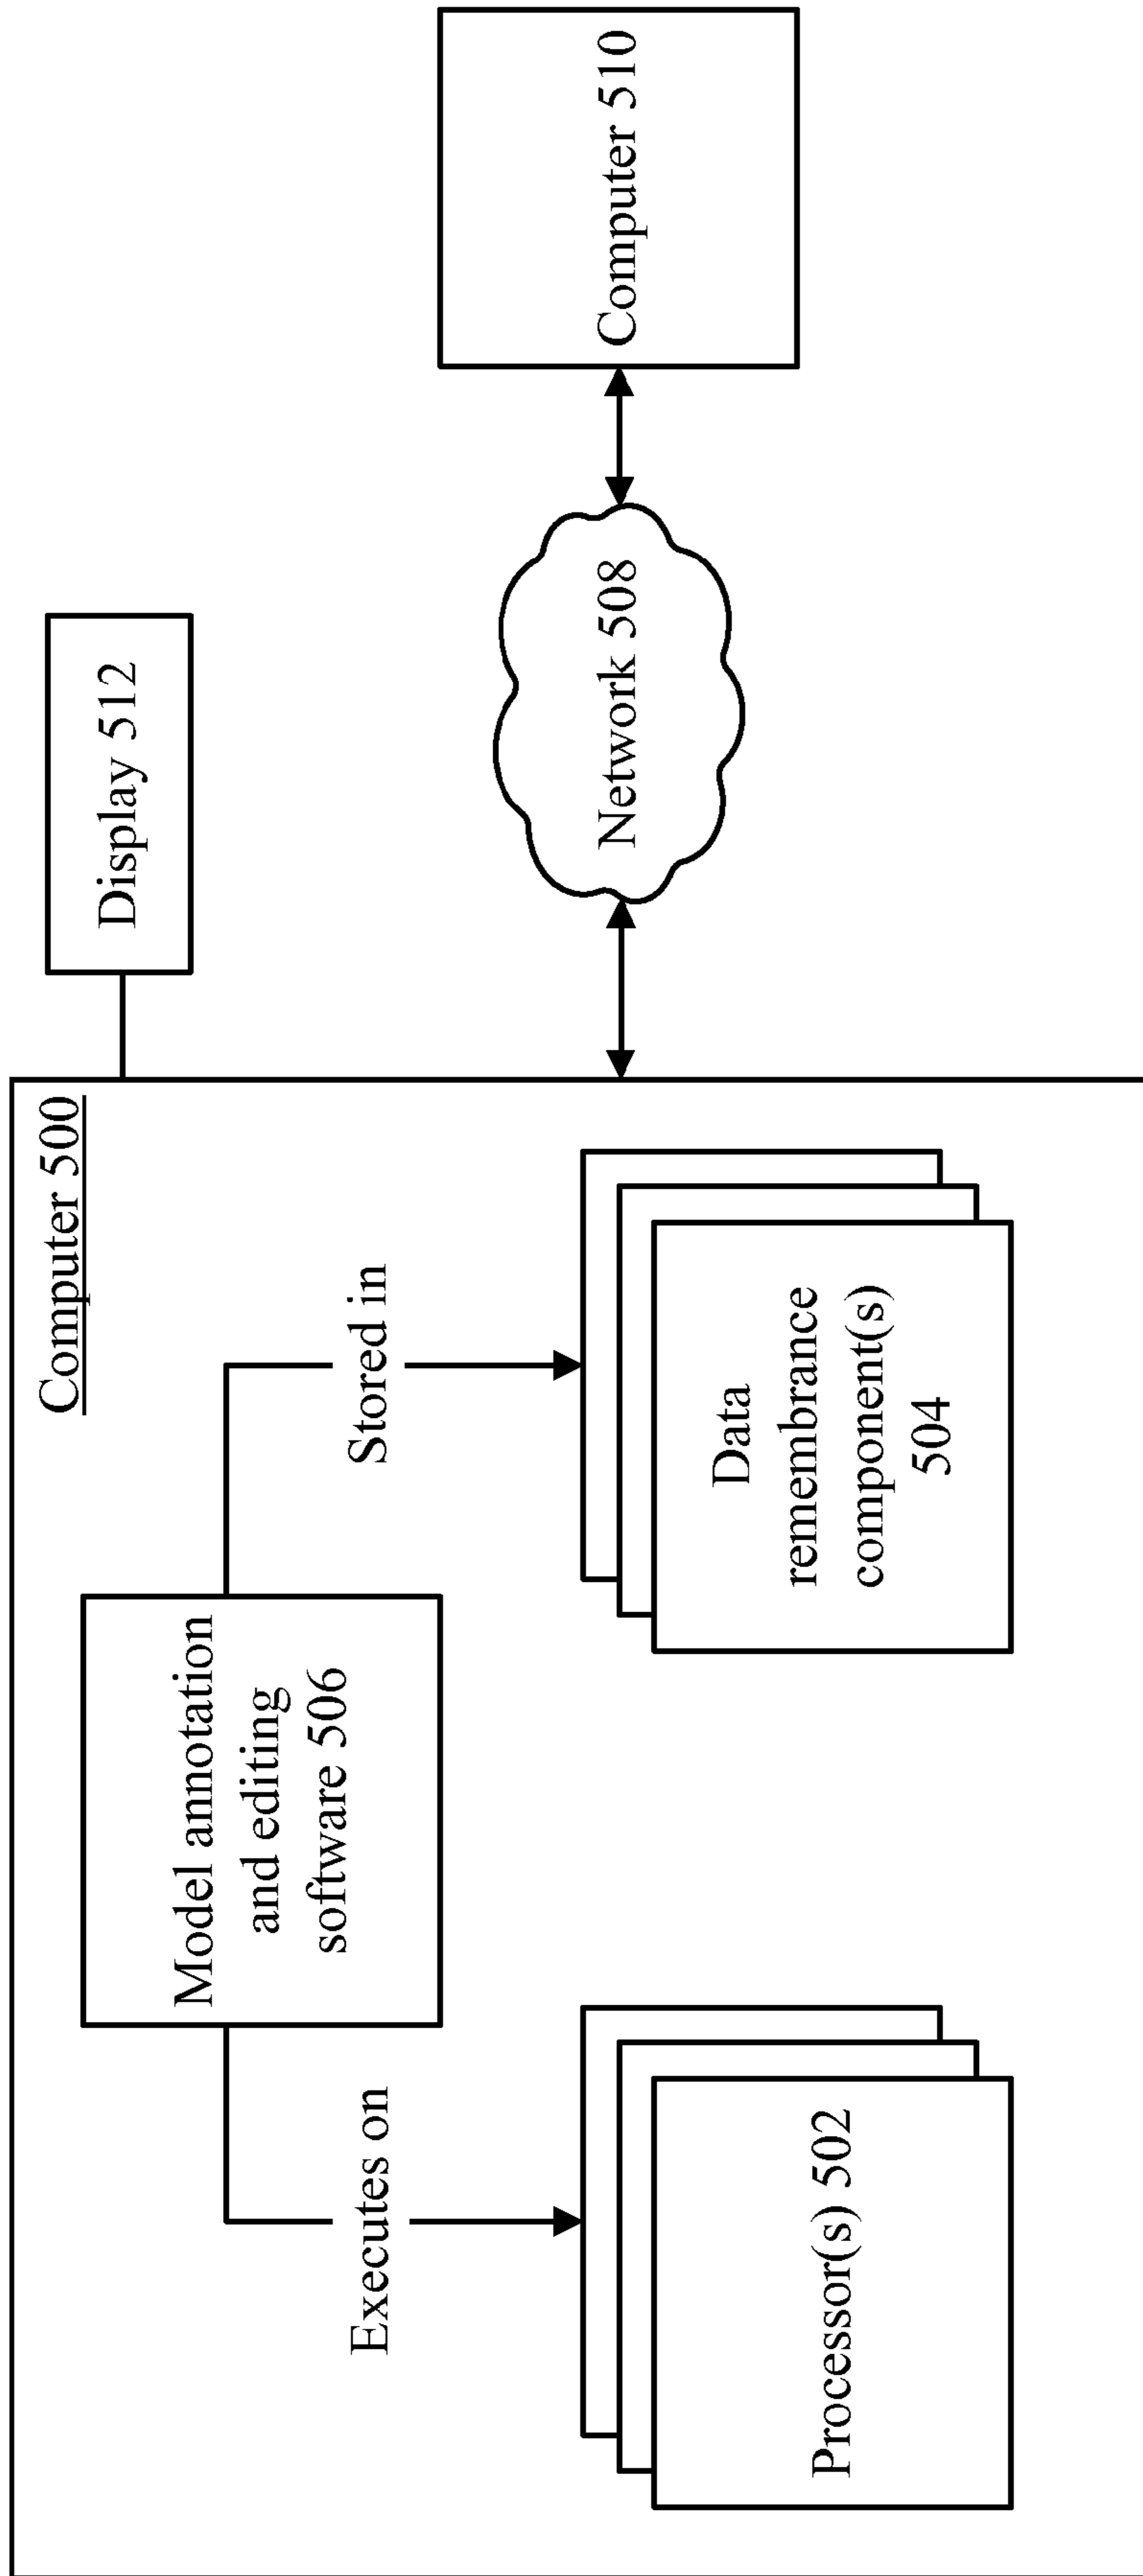 Computer 500
Model annotation
and editing
software 506
Executes on
Stored in
Processor(s) 502
Data
remembrance
component(s)
504
Display 512
Network 508
Computer 510